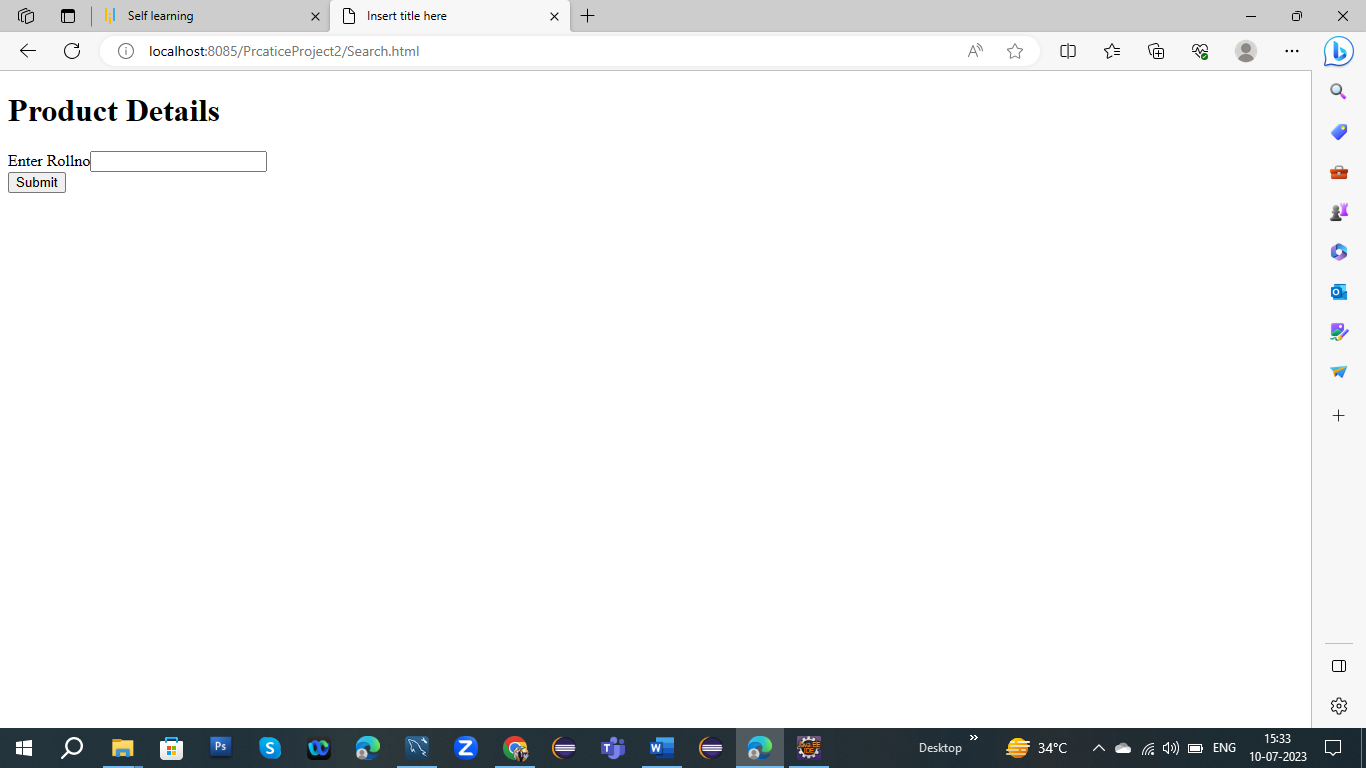 Self learning
Insert title here
localhost:8085/PrcaticeProject2/Search.html
Product Details
Enter Rollno
Submit
Desktop
34°C
ENG
15:33
10-07-2023